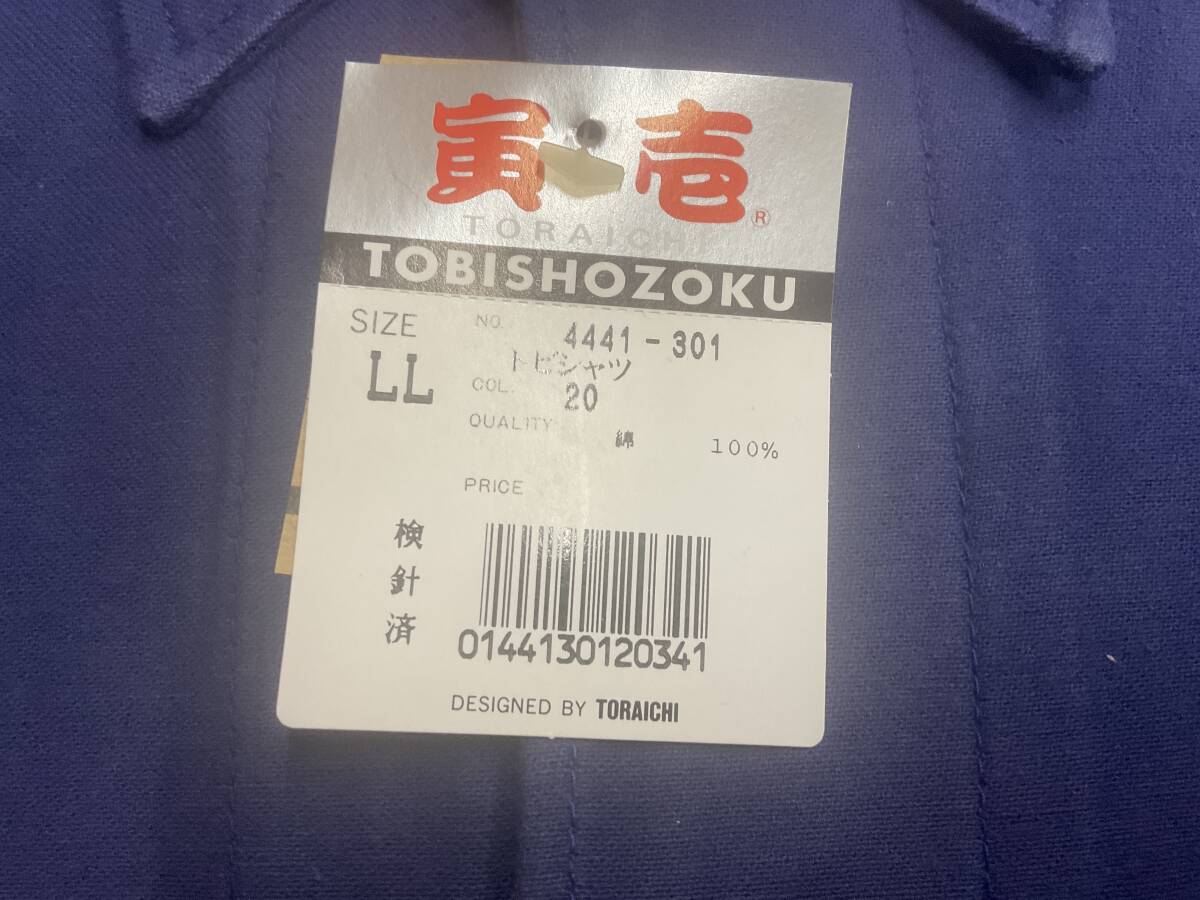 寅壱®
TORAICHI
TOBISHOZOKU
SIZE
LL
NO. 4441-301
トビシャツ
COL. 20
QUALITY 綿 100%
PRICE
検針済
0144130120341
DESIGNED BY TORAICHI